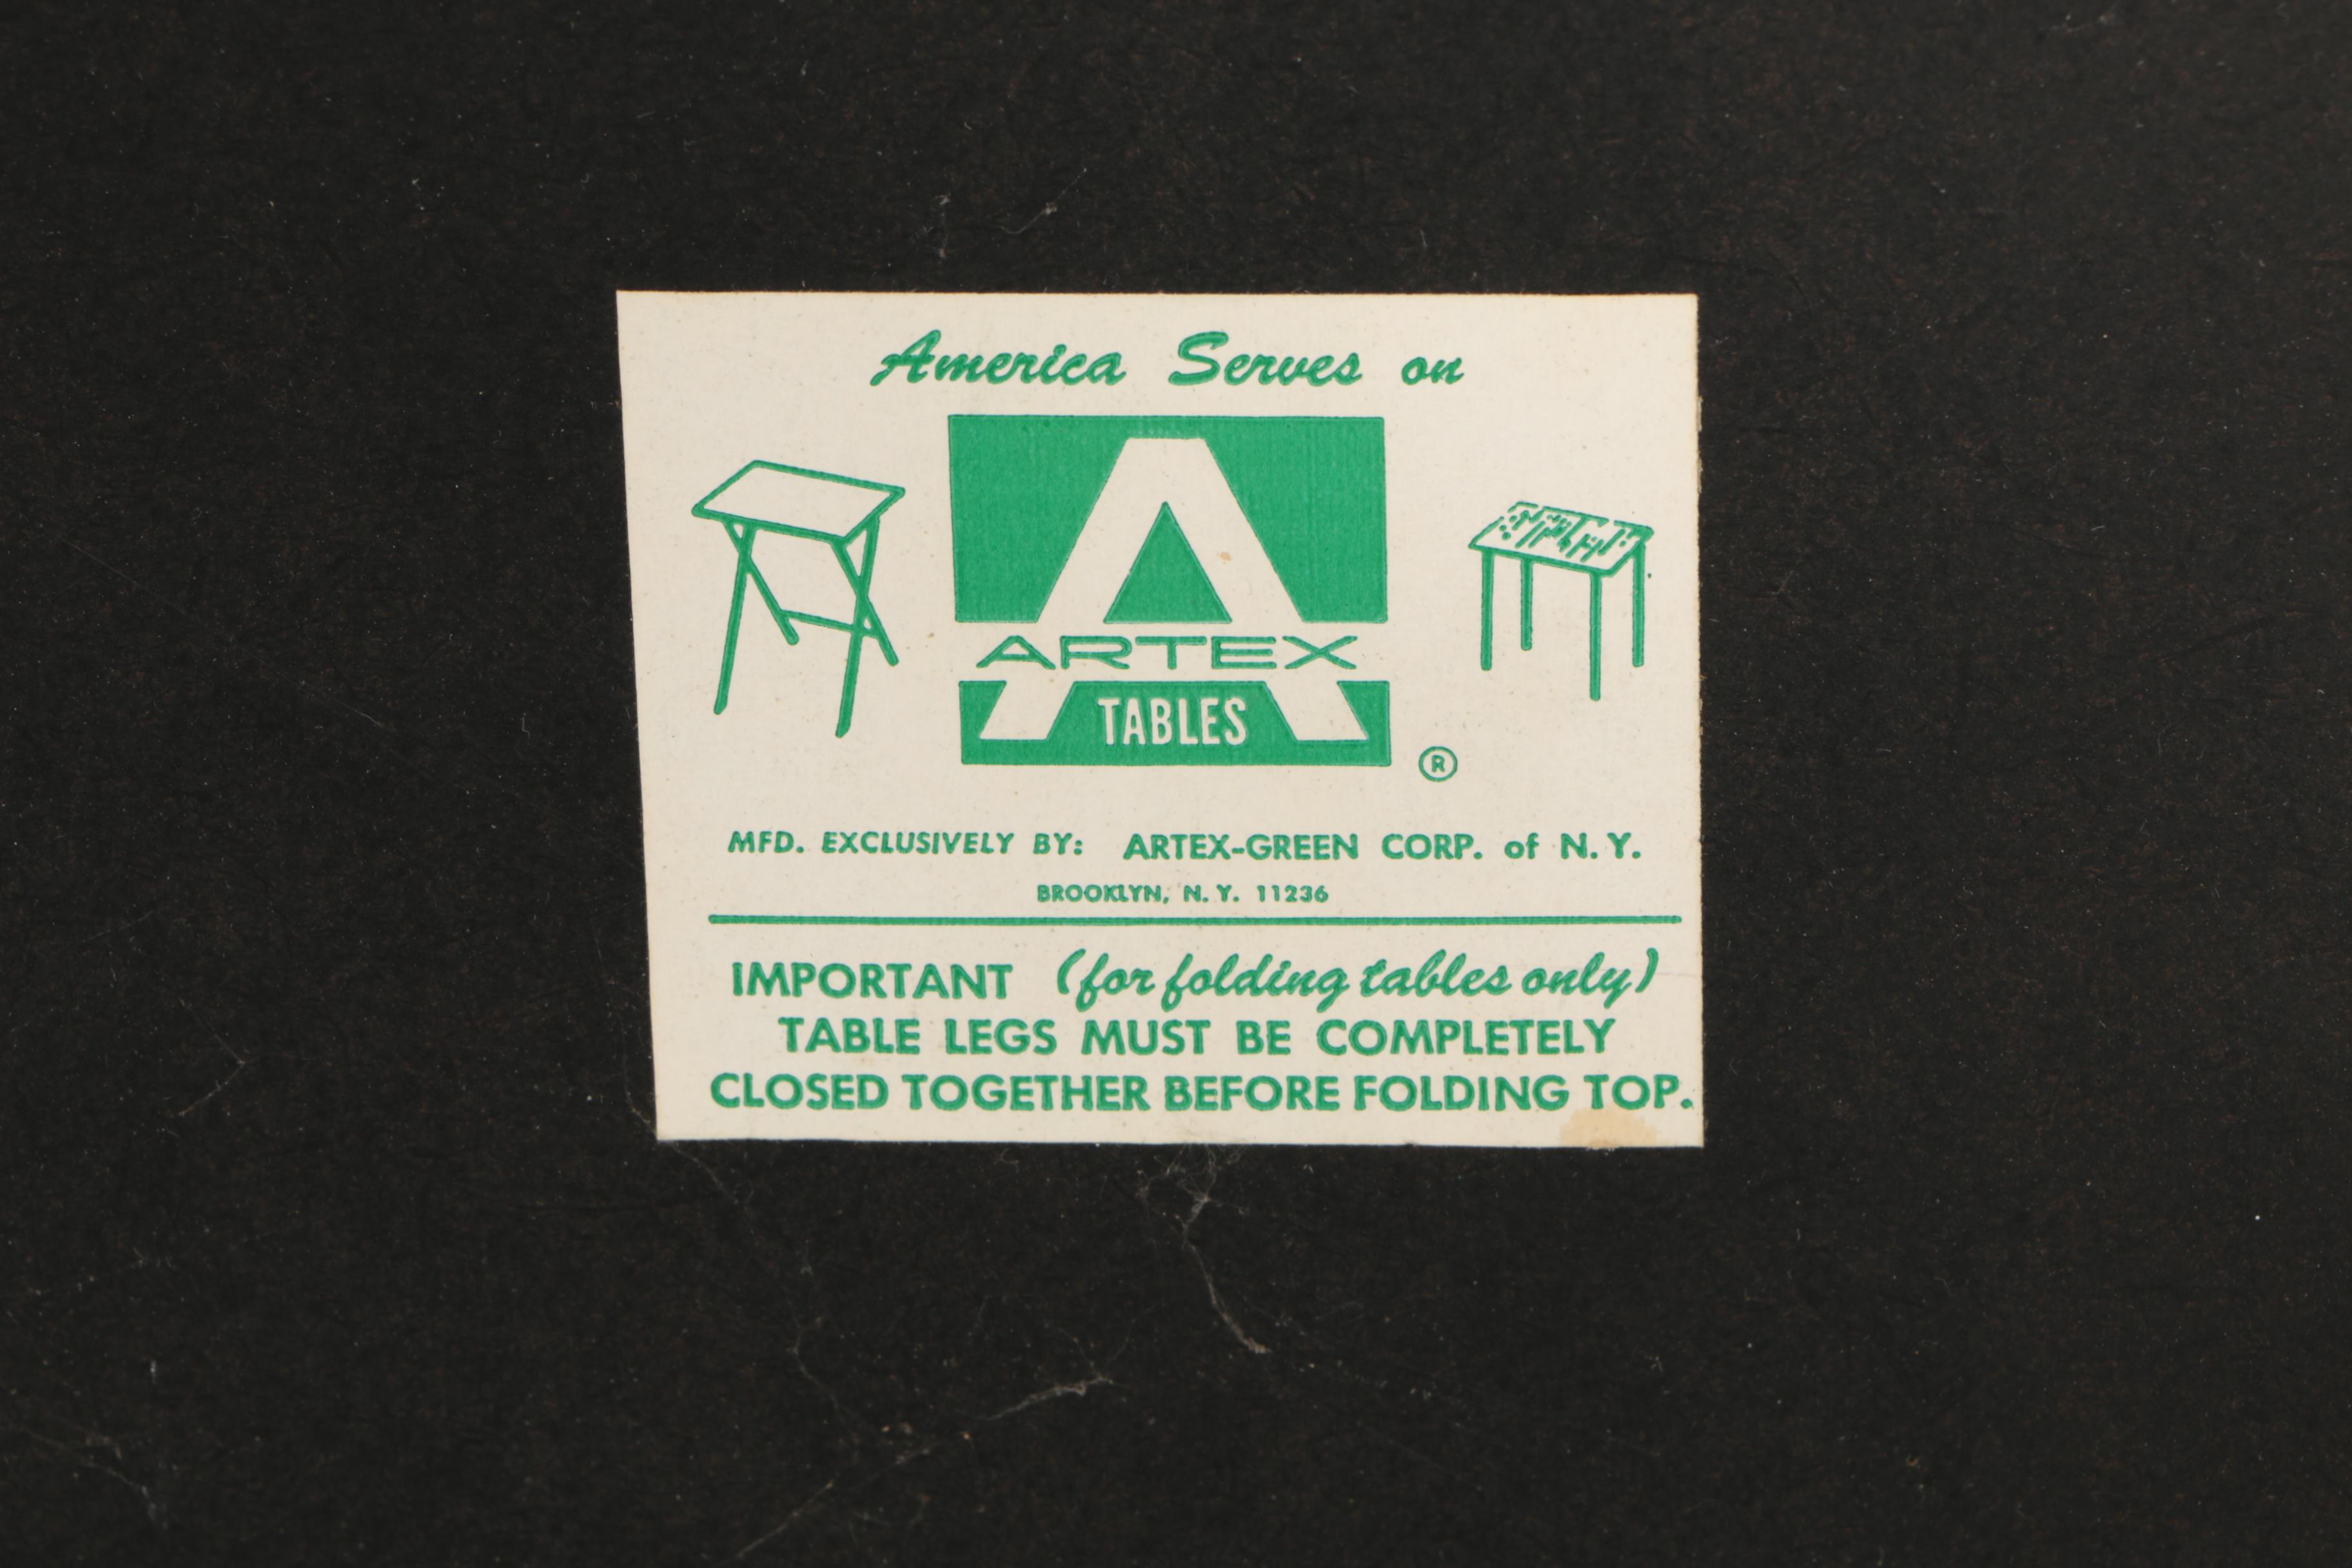 America Serves on
ARTEX
TABLES
®
MFD. EXCLUSIVELY BY: ARTEX-GREEN CORP. of N.Y.
BROOKLYN, N.Y. 11236
IMPORTANT (for folding tables only)
TABLE LEGS MUST BE COMPLETELY
CLOSED TOGETHER BEFORE FOLDING TOP.